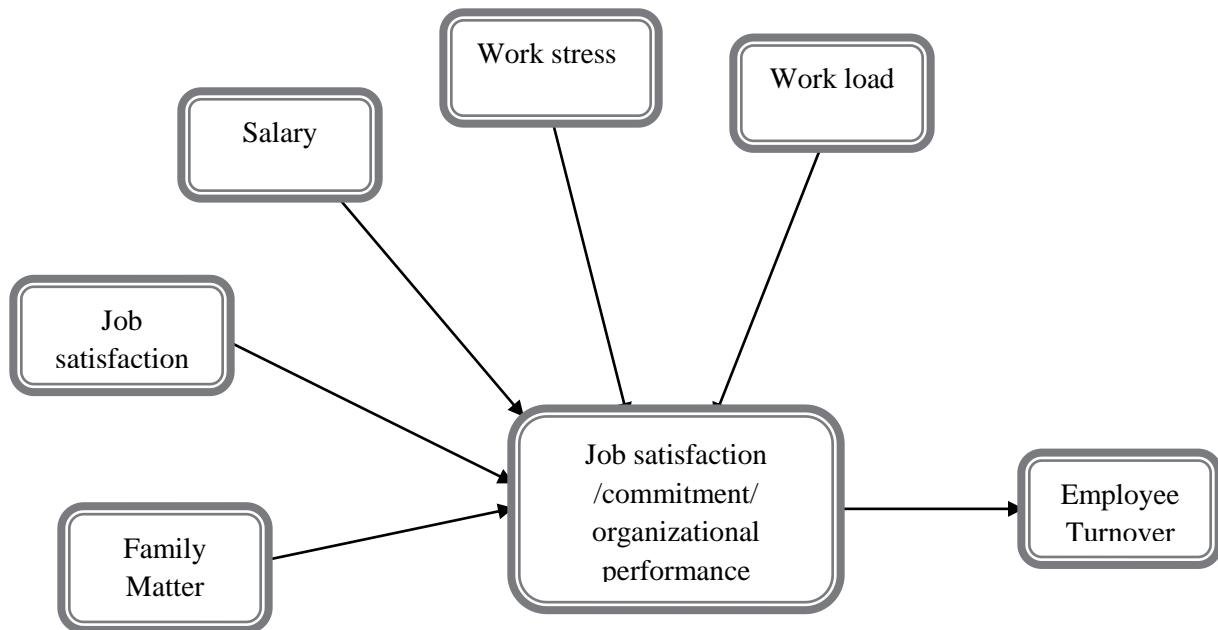 Work stress
Work load
Salary
Job
satisfaction
Family
Matter
Job satisfaction
/commitment/
organizational
performance
Employee
Turnover